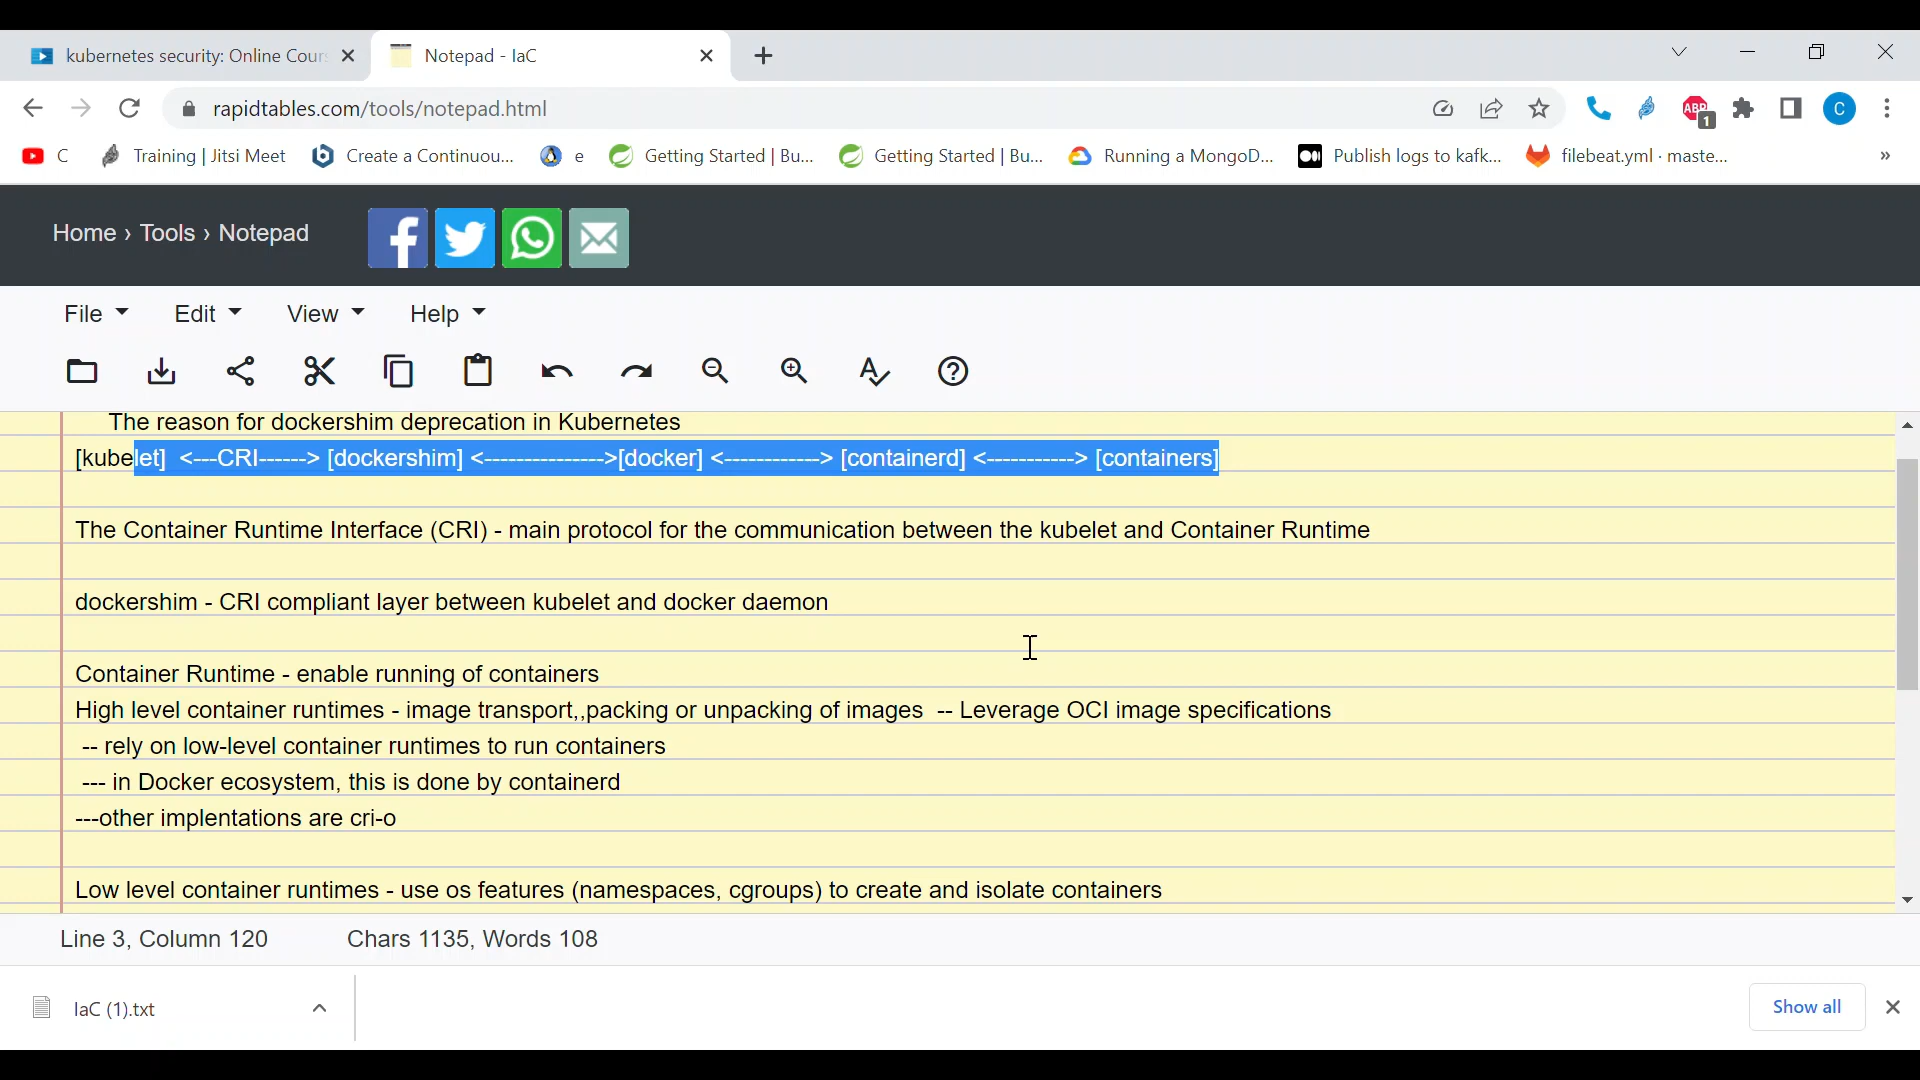 kubernetes security: Online Cour
Notepad - IaC
rapidtables.com/tools/notepad.html
ABP
1
C
C
Training | Jitsi Meet
Create a Continuou...
e
Getting Started | Bu...
Getting Started | Bu...
Running a MongoD...
Publish logs to kafk...
filebeat.yml · maste...
»
Home › Tools › Notepad
File
Edit
View
Help
The reason for dockershim deprecation in Kubernetes
[kubelet] <---CRI------> [dockershim] <--------------->[docker] <------------> [containerd] <-----------> [containers]
The Container Runtime Interface (CRI) - main protocol for the communication between the kubelet and Container Runtime
dockershim - CRI compliant layer between kubelet and docker daemon
Container Runtime - enable running of containers
High level container runtimes - image transport,,packing or unpacking of images -- Leverage OCI image specifications
-- rely on low-level container runtimes to run containers
--- in Docker ecosystem, this is done by containerd
---other implentations are cri-o
Low level container runtimes - use os features (namespaces, cgroups) to create and isolate containers
Line 3, Column 120
Chars 1135, Words 108
IaC (1).txt
Show all